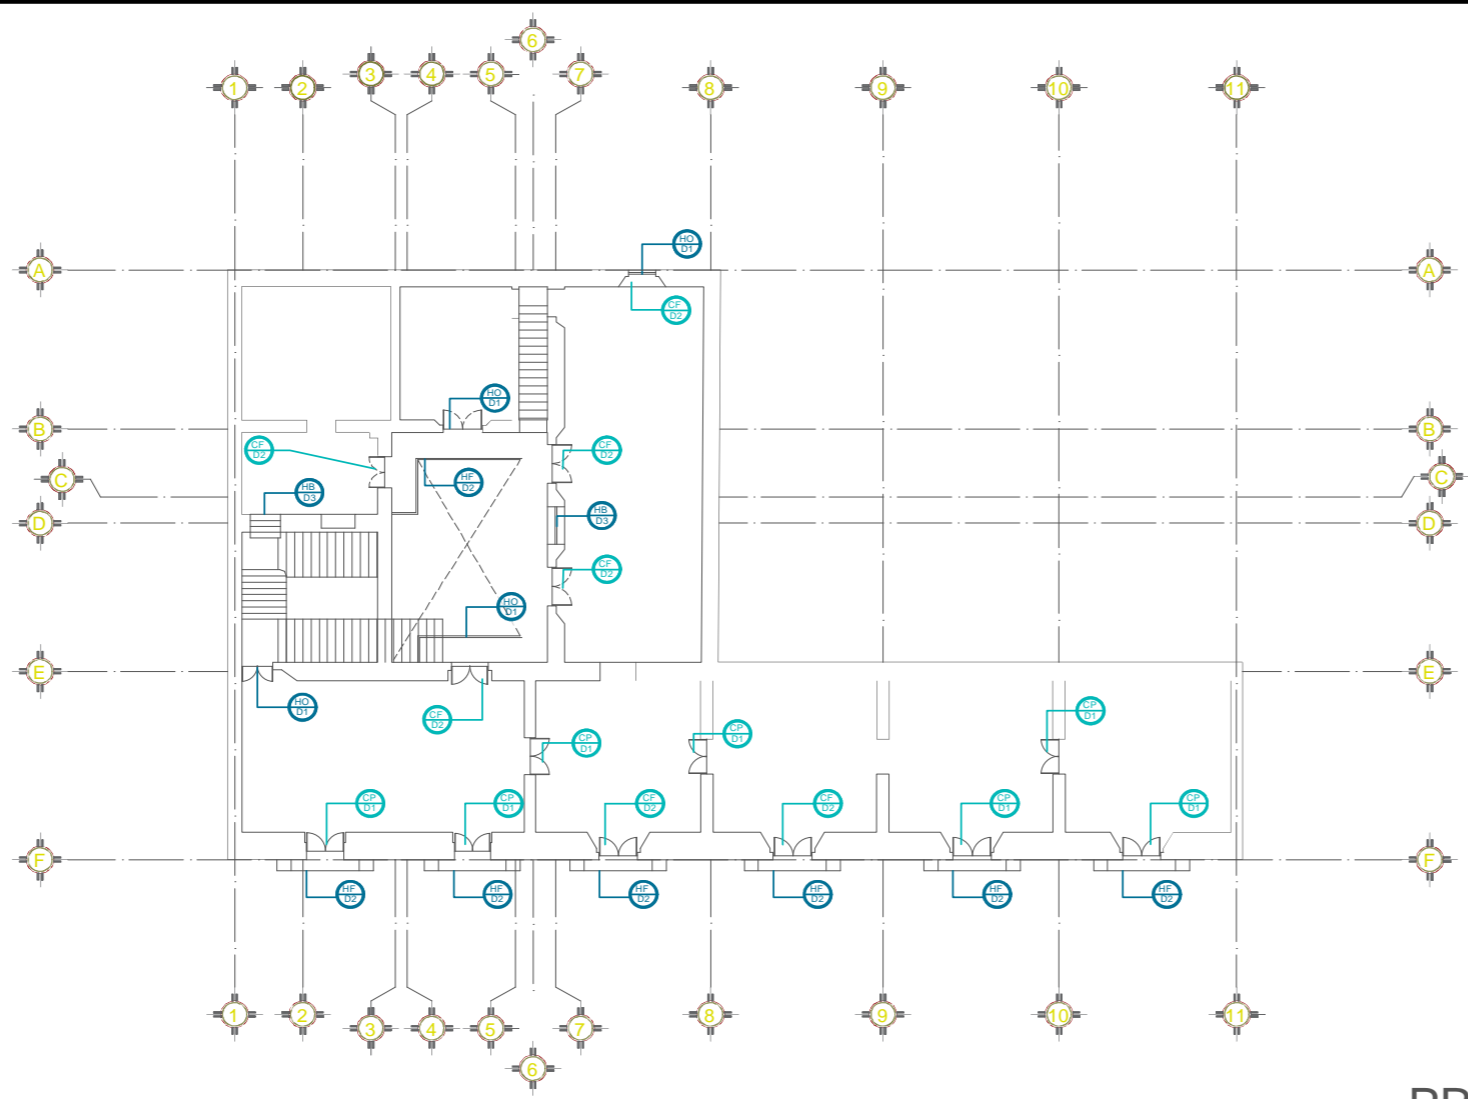 6
3 4 5 7
1 2 8 9 10 11
HO
D1
A A
CF
D2
HO
D1
B B
CF
D2
CF
D2
C C
HF
D2
HB
D3
HB
D3
D D
CF
D2
HO
D1
E E
HO
D1
CF
D2
CP
D1
CP
D1
CP
D1
CP CP CF CF CP CP
D1 D1 D2 D2 D1 D1
F F
HF HF HF HF HF HF
D2 D2 D2 D2 D2 D2
1 2 8 9 10 11
3 4 5 7
6